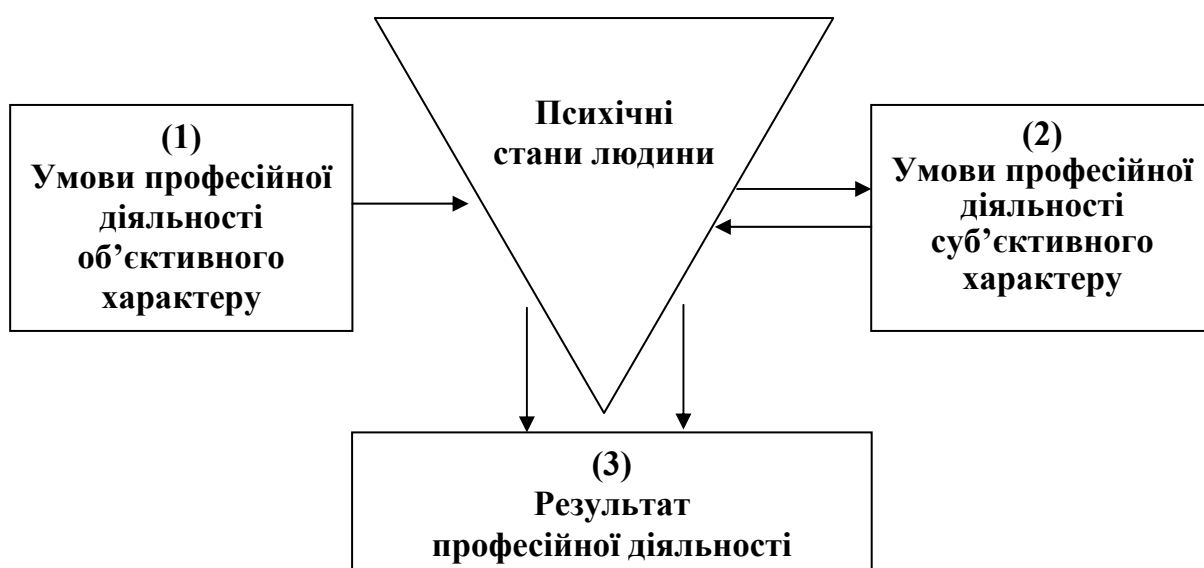 Психічні
стани людини
(1)
Умови професійної
діяльності
об’єктивного
характеру
(2)
Умови професійної
діяльності
суб’єктивного
характеру
(3)
Результат
професійної діяльності